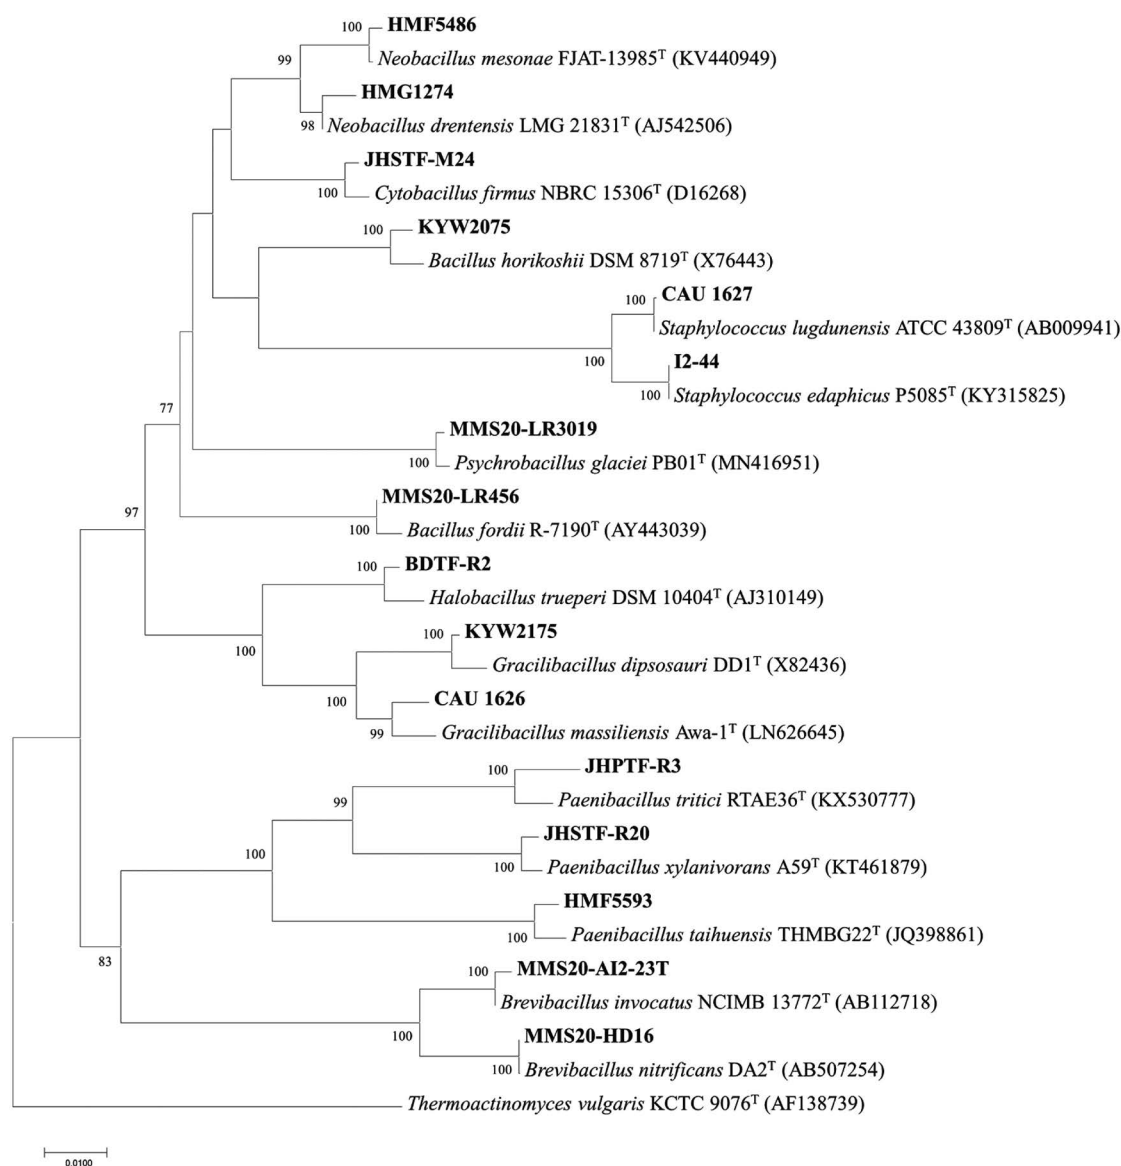 100 HMF5486
99
Neobacillus mesonae FJAT-13985ᵀ (KV440949)
HMG1274
98 Neobacillus drentensis LMG 21831ᵀ (AJ542506)
JHSTF-M24
100 Cytobacillus firmus NBRC 15306ᵀ (D16268)
100 KYW2075
Bacillus horikoshii DSM 8719ᵀ (X76443)
100 CAU 1627
Staphylococcus lugdunensis ATCC 43809ᵀ (AB009941)
100 I2-44
100 Staphylococcus edaphicus P5085ᵀ (KY315825)
77
MMS20-LR3019
100 Psychrobacillus glaciei PB01ᵀ (MN416951)
MMS20-LR456
97
100 Bacillus fordii R-7190ᵀ (AY443039)
100 BDTF-R2
Halobacillus trueperi DSM 10404ᵀ (AJ310149)
100 KYW2175
100
Gracilibacillus dipsosauri DD1ᵀ (X82436)
100 CAU 1626
99 Gracilibacillus massiliensis Awa-1ᵀ (LN626645)
100 JHPTF-R3
99 Paenibacillus tritici RTAE36ᵀ (KX530777)
JHSTF-R20
100
100 Paenibacillus xylanivorans A59ᵀ (KT461879)
HMF5593
100 Paenibacillus taihuensis THMBG22ᵀ (JQ398861)
83
100 MMS20-AI2-23T
Brevibacillus invocatus NCIMB 13772ᵀ (AB112718)
100 MMS20-HD16
100 Brevibacillus nitrificans DA2ᵀ (AB507254)
Thermoactinomyces vulgaris KCTC 9076ᵀ (AF138739)
0.0100